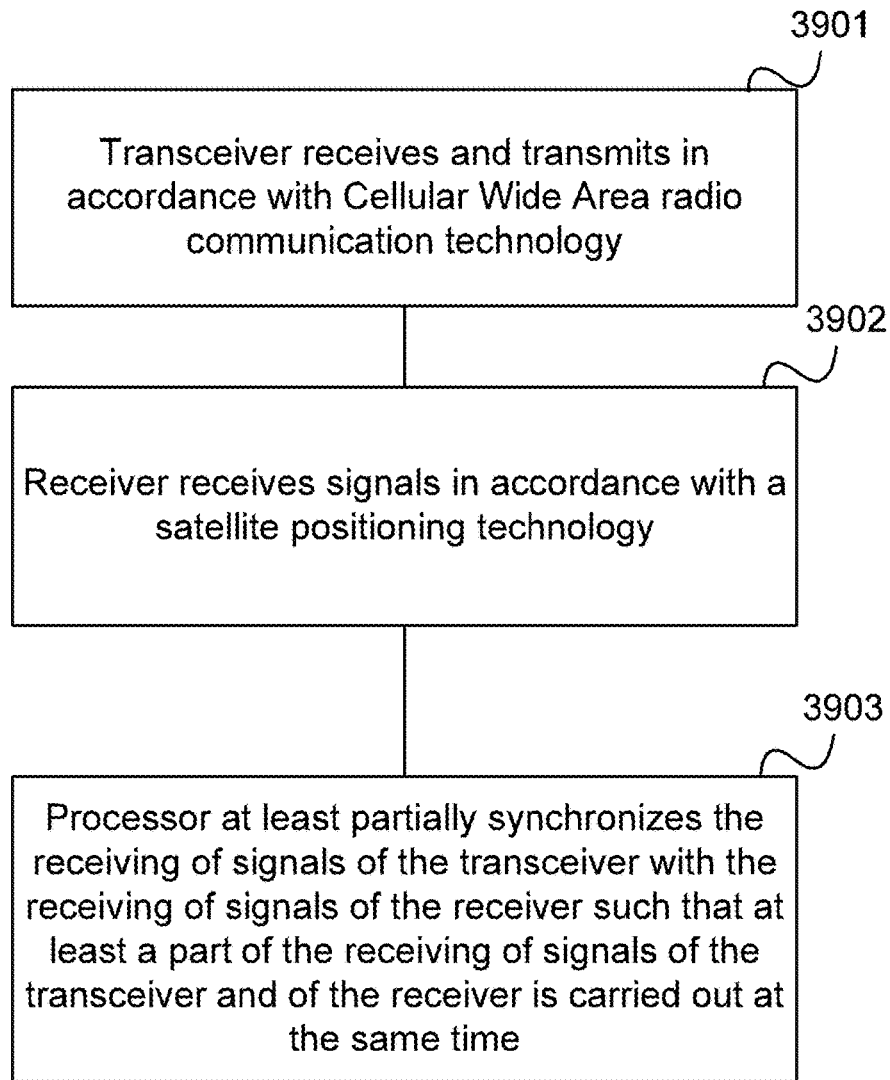 3901
Transceiver receives and transmits in
accordance with Cellular Wide Area radio
communication technology
3902
Receiver receives signals in accordance with a
satellite positioning technology
3903
Processor at least partially synchronizes the
receiving of signals of the transceiver with the
receiving of signals of the receiver such that at
least a part of the receiving of signals of the
transceiver and of the receiver is carried out at
the same time